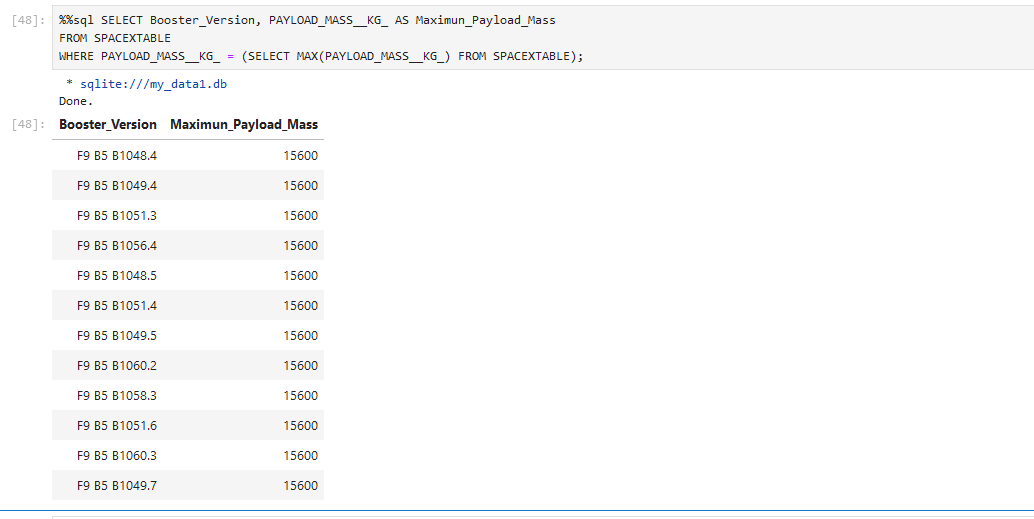 [48]: %%sql SELECT Booster_Version, PAYLOAD_MASS__KG_ AS Maximun_Payload_Mass
FROM SPACEXTABLE
WHERE PAYLOAD_MASS__KG_ = (SELECT MAX(PAYLOAD_MASS__KG_) FROM SPACEXTABLE);
* sqlite:///my_data1.db
Done.
[48]: Booster_Version Maximun_Payload_Mass
F9 B5 B1048.4 15600
F9 B5 B1049.4 15600
F9 B5 B1051.3 15600
F9 B5 B1056.4 15600
F9 B5 B1048.5 15600
F9 B5 B1051.4 15600
F9 B5 B1049.5 15600
F9 B5 B1060.2 15600
F9 B5 B1058.3 15600
F9 B5 B1051.6 15600
F9 B5 B1060.3 15600
F9 B5 B1049.7 15600